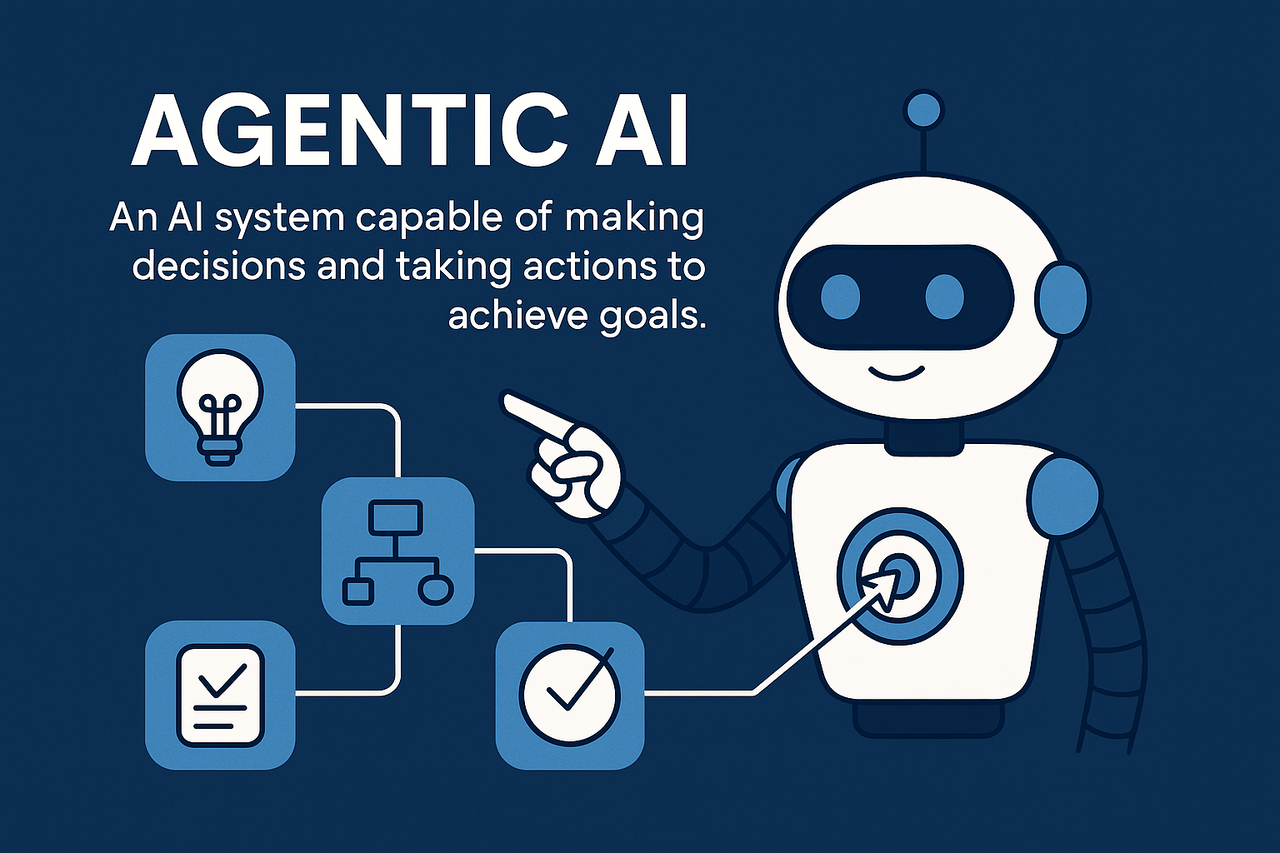 AGENTIC AI
An AI system capable of making
decisions and taking actions to
achieve goals.